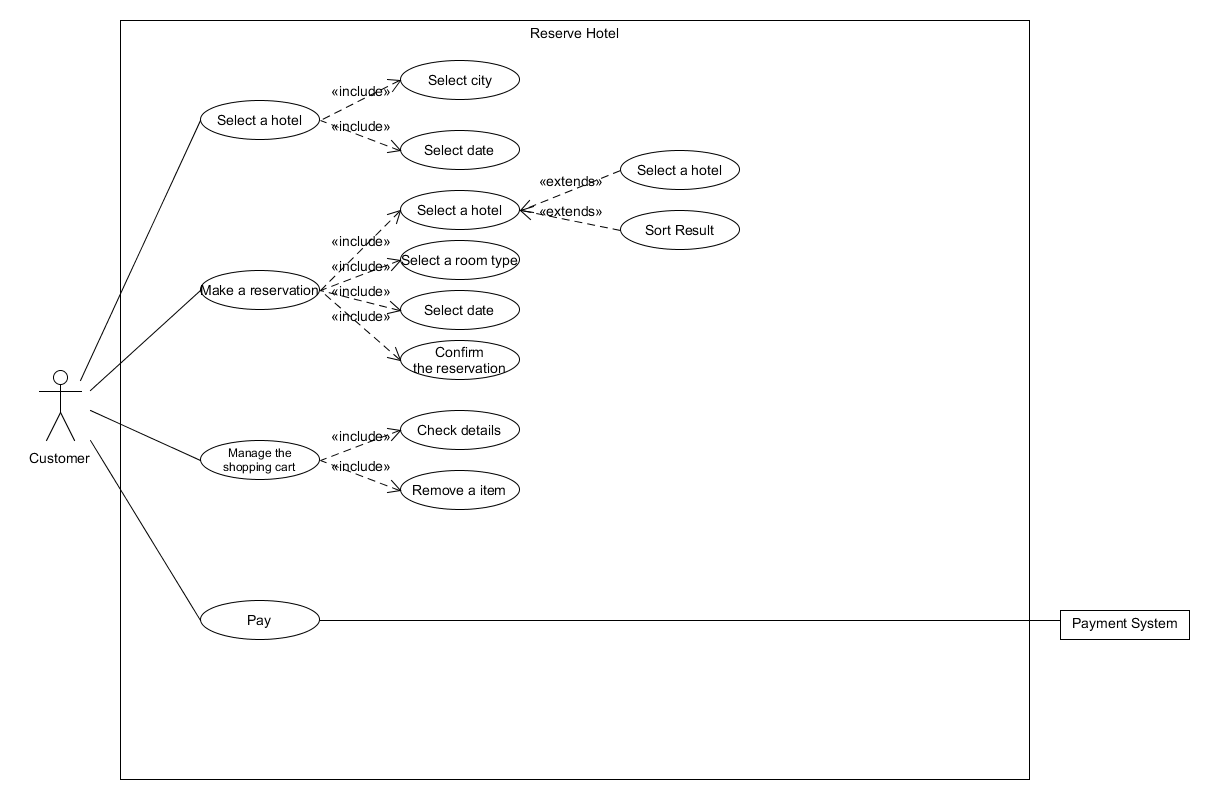 Reserve Hotel
Select city
«include»
Select a hotel
«include»
Select date
Select a hotel
«extends»
Select a hotel
«extends»
Sort Result
«include»
Select a room type
«include»
Make a reservation
«include»
Select date
«include»
Confirm
the reservation
Customer
Check details
«include»
Manage the
shopping cart
«include»
Remove a item
Pay
Payment System